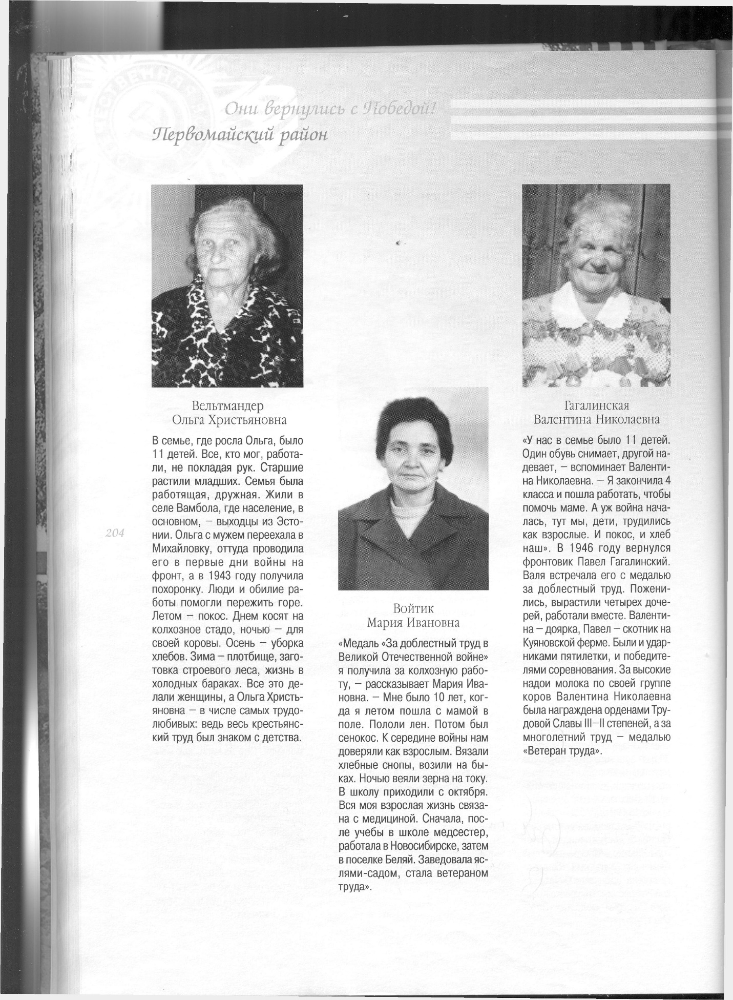 Они вернулись с Победой!
Первомайский район
Вельтмандер
Ольга Христьяновна
В семье, где росла Ольга, было
11 детей. Все, кто мог, работа-
ли, не покладая рук. Старшие
растили младших. Семья была
работящая, дружная. Жили в
селе Вамбола, где население, в
основном, – выходцы из Эсто-
нии. Ольга с мужем переехала в
Михайловку, оттуда проводила
его в первые дни войны на
фронт, а в 1943 году получила
похоронку. Люди и обилие ра-
боты помогли пережить горе.
Летом – покос. Днем косят на
колхозное стадо, ночью – для
своей коровы. Осень – уборка
хлебов. Зима – плотбище, заго-
товка строевого леса, жизнь в
холодных бараках. Все это де-
лали женщины, а Ольга Христь-
яновна – в числе самых трудо-
любивых: ведь весь крестьянс-
кий труд был знаком с детства.
204
Войтик
Мария Ивановна
«Медаль «За доблестный труд в
Великой Отечественной войне»
я получила за колхозную рабо-
ту, – рассказывает Мария Ива-
новна. – Мне было 10 лет, ког-
да я летом пошла с мамой в
поле. Пололи лен. Потом был
сенокос. К середине войны нам
доверяли как взрослым. Вязали
хлебные снопы, возили на бы-
ках. Ночью веяли зерна на току.
В школу приходили с октября.
Вся моя взрослая жизнь связа-
на с медициной. Сначала, пос-
ле учебы в школе медсестер,
работала в Новосибирске, затем
в поселке Беляй. Заведовала яс-
лями-садом, стала ветераном
труда».
Гагалинская
Валентина Николаевна
«У нас в семье было 11 детей.
Один обувь снимает, другой на-
девает, – вспоминает Валенти-
на Николаевна. – Я закончила 4
класса и пошла работать, чтобы
помочь маме. А уж война нача-
лась, тут мы, дети, трудились
как взрослые. И покос, и хлеб
наш». В 1946 году вернулся
фронтовик Павел Гагалинский.
Валя встречала его с медалью
за доблестный труд. Пожени-
лись, вырастили четырех доче-
рей, работали вместе. Валенти-
на – доярка, Павел – скотник на
Куяновской ферме. Были и удар-
никами пятилетки, и победите-
лями соревнования. За высокие
надои молока по своей группе
коров Валентина Николаевна
была награждена орденами Тру-
довой Славы III–II степеней, а за
многолетний труд – медалью
«Ветеран труда».